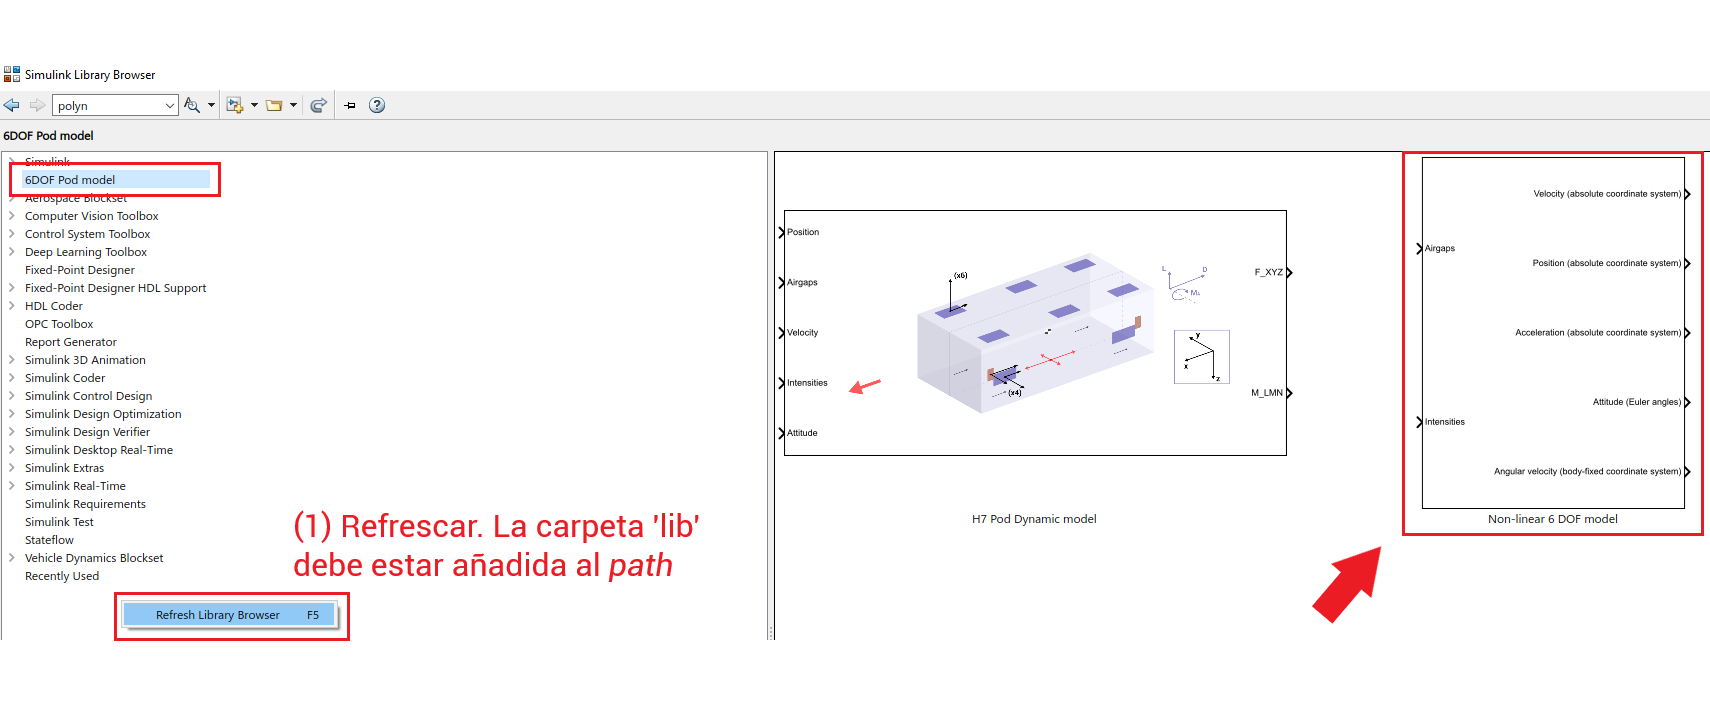 Simulink Library Browser
polyn
6DOF Pod model
Simulink
6DOF Pod model
Aerospace Blockset
Computer Vision Toolbox
Control System Toolbox
Deep Learning Toolbox
Fixed-Point Designer
Fixed-Point Designer HDL Support
HDL Coder
OPC Toolbox
Report Generator
Simulink 3D Animation
Simulink Coder
Simulink Control Design
Simulink Design Optimization
Simulink Design Verifier
Simulink Desktop Real-Time
Simulink Extras
Simulink Real-Time
Simulink Requirements
Simulink Test
Stateflow
Vehicle Dynamics Blockset
Recently Used
Refresh Library Browser F5
(1) Refrescar. La carpeta 'lib'
debe estar añadida al path
Position
Airgaps
Velocity
Intensities
Attitude
(x6)
(x4)
L
D
y
x
z
F_XYZ
M_LMN
H7 Pod Dynamic model
Airgaps
Intensities
Velocity (absolute coordinate system)
Position (absolute coordinate system)
Acceleration (absolute coordinate system)
Attitude (Euler angles)
Angular velocity (body-fixed coordinate system)
Non-linear 6 DOF model